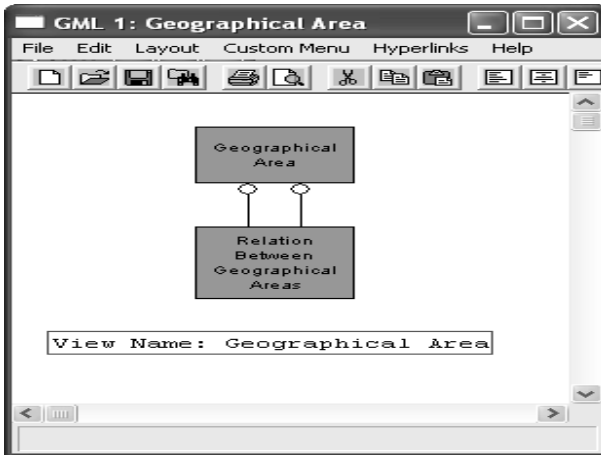 GML 1: Geographical Area
File Edit Layout Custom Menu Hyperlinks Help
Geographical
Area
Relation
Between
Geographical
Areas
View Name: Geographical Area